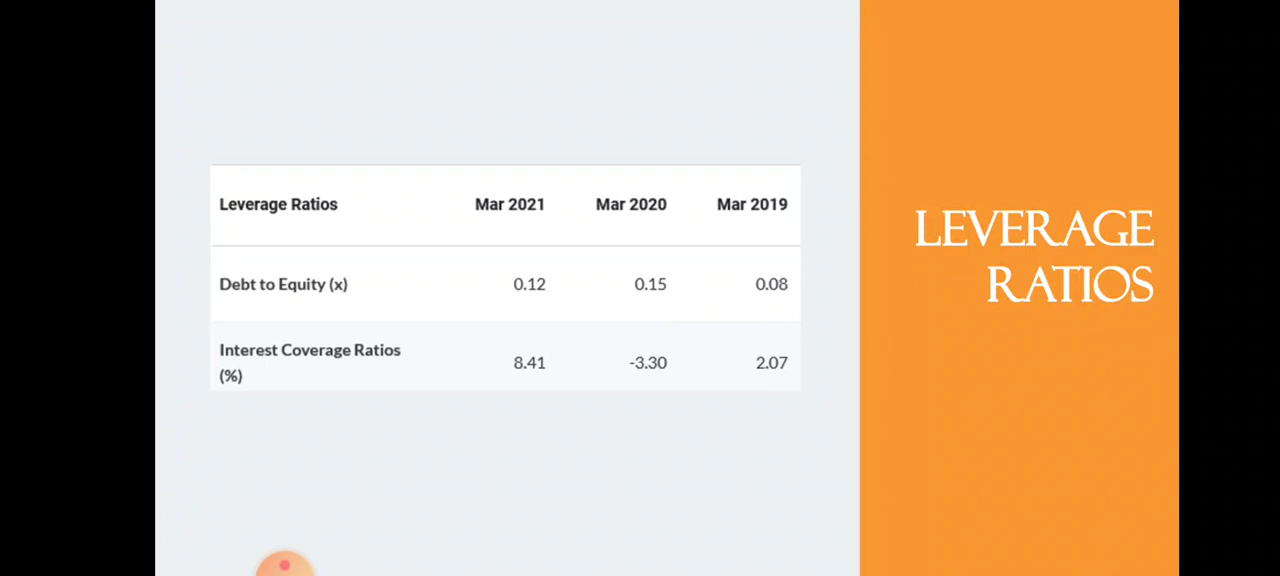 Leverage Ratios Mar 2021 Mar 2020 Mar 2019
Debt to Equity (x) 0.12 0.15 0.08
Interest Coverage Ratios
(%) 8.41 -3.30 2.07
LEVERAGE
RATIOS